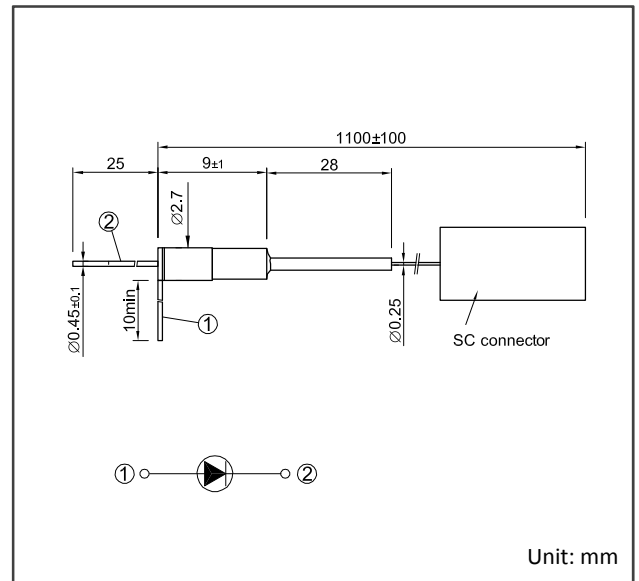 1100±100
25
9±1
28
②
Ø2.7
Ø0.45±0.1
10min
①
Ø0.25
SC connector
① ②
Unit: mm